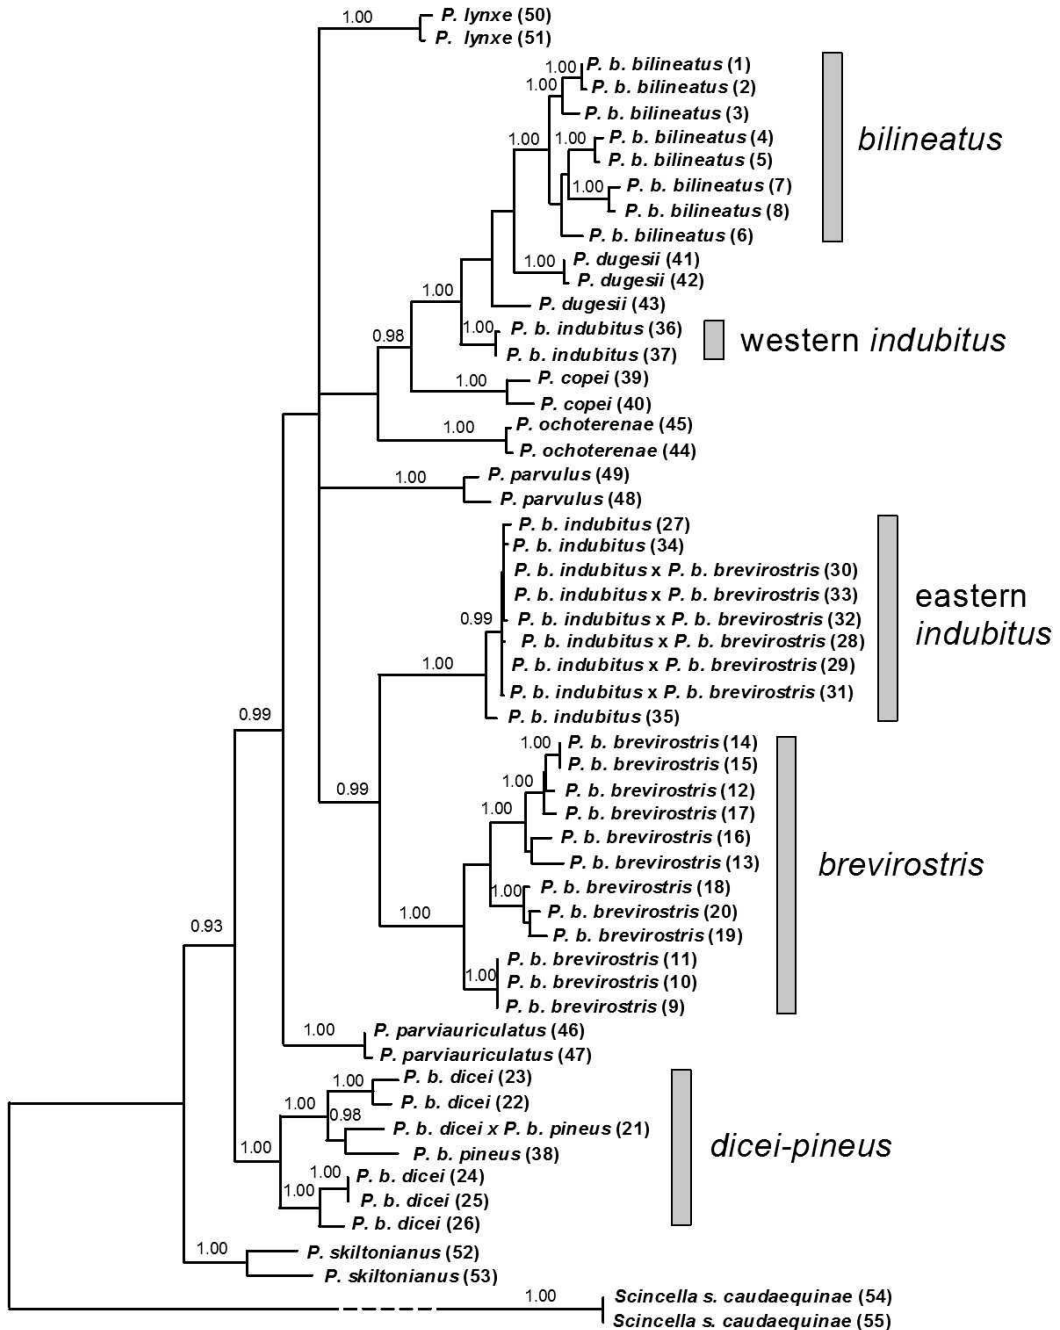 1.00
P. lynxe (50)
P. lynxe (51)
1.00
P. b. bilineatus (1)
1.00
P. b. bilineatus (2)
P. b. bilineatus (3)
1.00
1.00
P. b. bilineatus (4)
bilineatus
P. b. bilineatus (5)
1.00
P. b. bilineatus (7)
P. b. bilineatus (8)
P. b. bilineatus (6)
1.00
P. dugesii (41)
P. dugesii (42)
1.00
P. dugesii (43)
1.00
P. b. indubitus (36)
0.98
western indubitus
P. b. indubitus (37)
1.00
P. copei (39)
P. copei (40)
1.00
P. ochoterenae (45)
P. ochoterenae (44)
1.00
P. parvulus (49)
P. parvulus (48)
P. b. indubitus (27)
P. b. indubitus (34)
P. b. indubitus x P. b. brevirostris (30)
P. b. indubitus x P. b. brevirostris (33)
0.99
P. b. indubitus x P. b. brevirostris (32)
eastern
indubitus
P. b. indubitus x P. b. brevirostris (28)
1.00
P. b. indubitus x P. b. brevirostris (29)
P. b. indubitus x P. b. brevirostris (31)
0.99
P. b. indubitus (35)
1.00
P. b. brevirostris (14)
P. b. brevirostris (15)
0.99
1.00
P. b. brevirostris (12)
1.00
P. b. brevirostris (17)
P. b. brevirostris (16)
P. b. brevirostris (13)
brevirostris
1.00
P. b. brevirostris (18)
1.00
P. b. brevirostris (20)
0.93
P. b. brevirostris (19)
P. b. brevirostris (11)
1.00
P. b. brevirostris (10)
P. b. brevirostris (9)
1.00
P. parviauriculatus (46)
P. parviauriculatus (47)
1.00
P. b. dicei (23)
1.00
P. b. dicei (22)
0.98
P. b. dicei x P. b. pineus (21)
dicei-pineus
1.00
P. b. pineus (38)
1.00
P. b. dicei (24)
1.00
P. b. dicei (25)
P. b. dicei (26)
1.00
P. skiltonianus (52)
P. skiltonianus (53)
1.00
Scincella s. caudaequinae (54)
Scincella s. caudaequinae (55)